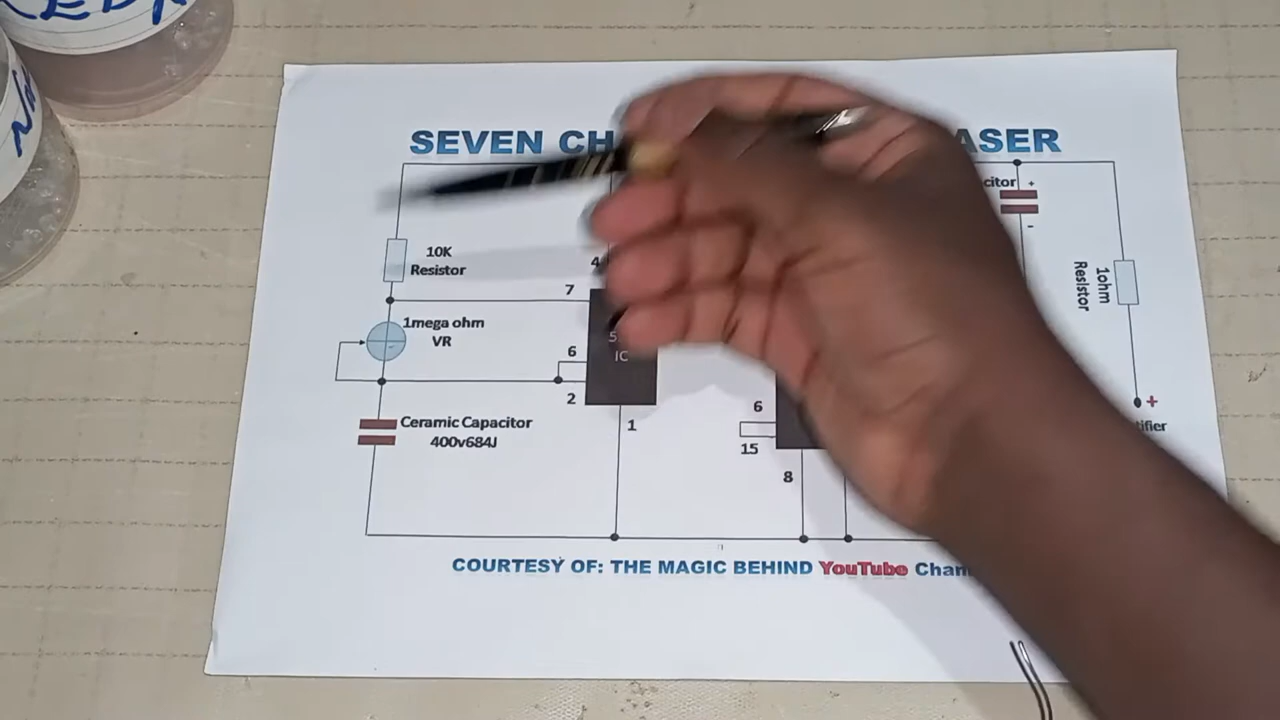 SEVEN CH ASER
citor +
-
10K
Resistor
4
7
1ohm
Resistor
1mega ohm
VR
6
IC
2
+
6
Ceramic Capacitor
400v684J
1
15
8
COURTESY OF: THE MAGIC BEHIND YouTube Chan